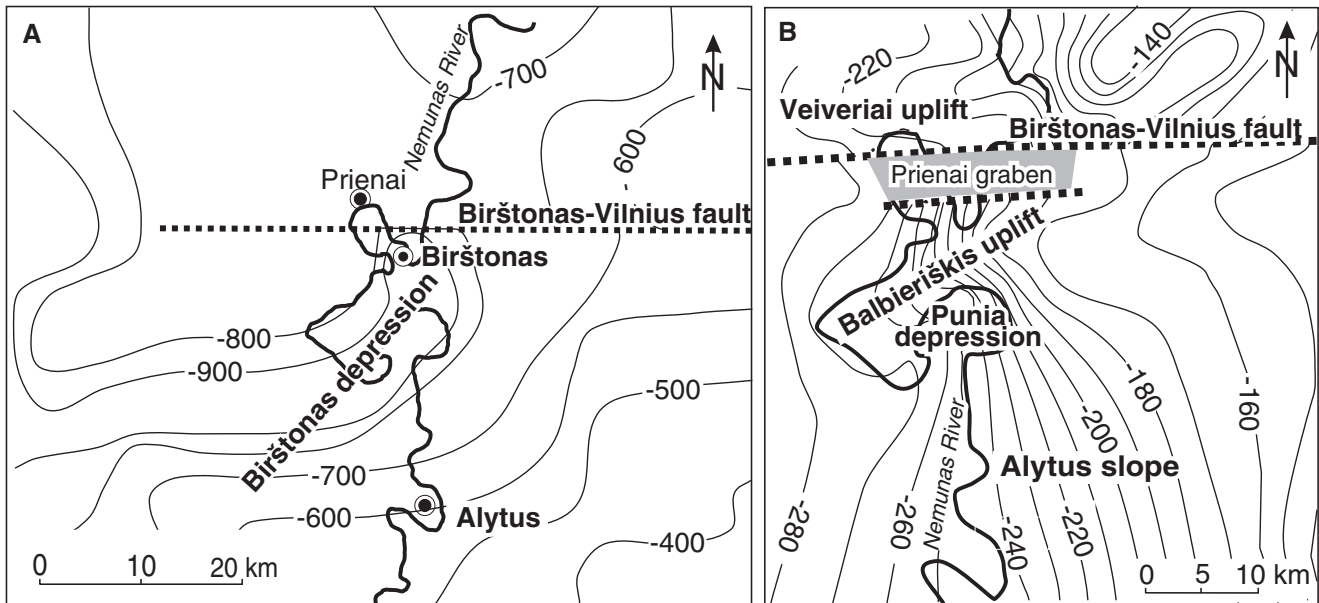 A
Nemunas River
-700
N
-600
Prienai
Birštonas-Vilnius fault
Birštonas
-800
-900
Birštonas depression
-500
-700
-600
Alytus
-400
0 10 20 km
B
-140
-220
N
Veiveriai uplift
Birštonas-Vilnius fault
Prienai graben
Balbieriškis uplift
Punia
depression
-180
-160
-200
Nemunas River
Alytus slope
-280
-260
-240
-220
0 5 10 km